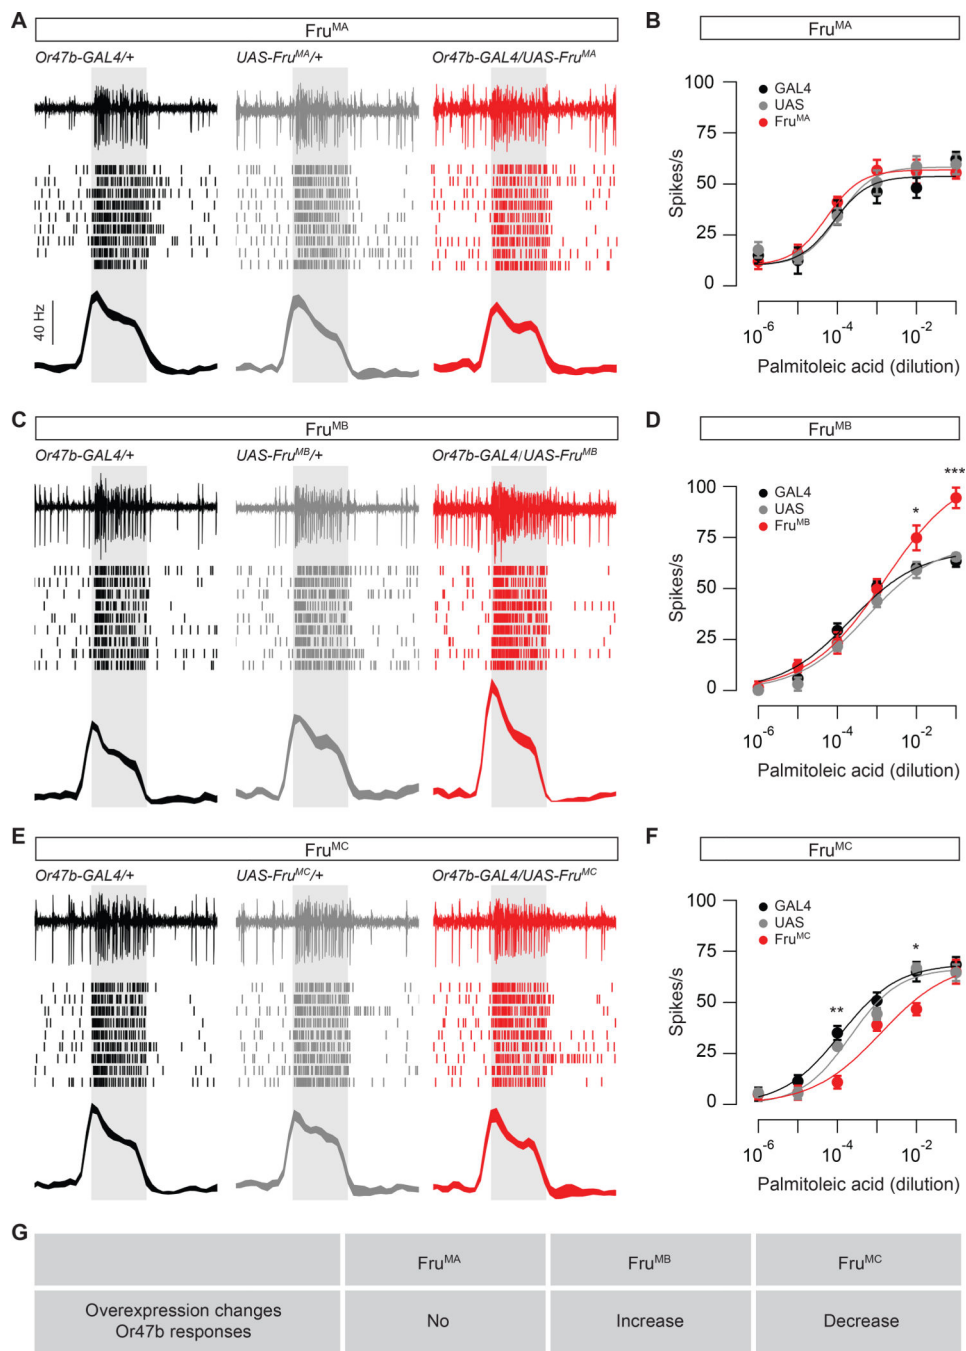 A
Fru^MA
Or47b-GAL4/+
UAS-Fru^MA/+
Or47b-GAL4/UAS-Fru^MA
40 Hz
B
Fru^MA
100
75
50
25
0
Spikes/s
GAL4
UAS
Fru^MA
10^-6
10^-4
10^-2
Palmitoleic acid (dilution)
C
Fru^MB
Or47b-GAL4/+
UAS-Fru^MB/+
Or47b-GAL4/UAS-Fru^MB
D
Fru^MB
100
75
50
25
0
Spikes/s
GAL4
UAS
Fru^MB
*
***
10^-6
10^-4
10^-2
Palmitoleic acid (dilution)
E
Fru^MC
Or47b-GAL4/+
UAS-Fru^MC/+
Or47b-GAL4/UAS-Fru^MC
F
Fru^MC
100
75
50
25
0
Spikes/s
GAL4
UAS
Fru^MC
**
*
10^-6
10^-4
10^-2
Palmitoleic acid (dilution)
G
Fru^MA Fru^MB Fru^MC
Overexpression changes
Or47b responses
No Increase Decrease